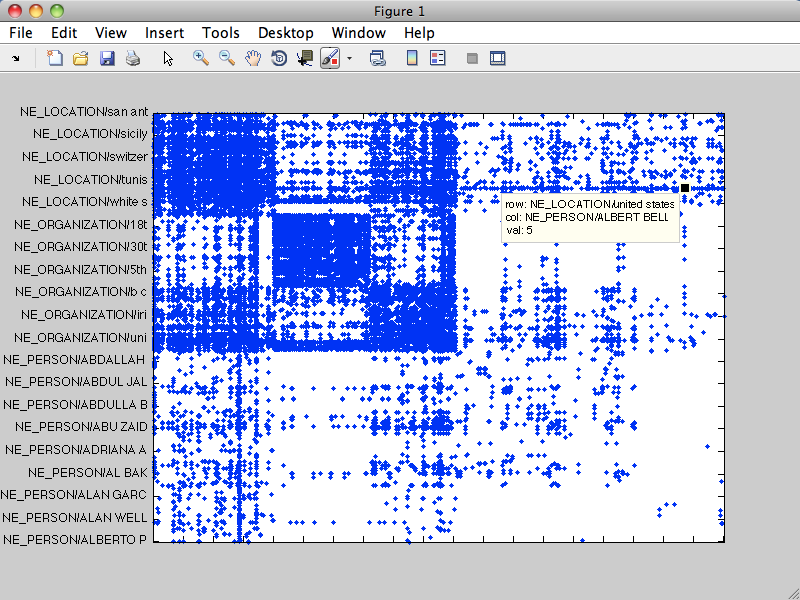 Figure 1
File Edit View Insert Tools Desktop Window Help
NE_LOCATION/san ant
NE_LOCATION/sicily
NE_LOCATION/switzer
NE_LOCATION/tunis
NE_LOCATION/white s
NE_ORGANIZATION/18t
NE_ORGANIZATION/30t
NE_ORGANIZATION/5th
NE_ORGANIZATION/b c
NE_ORGANIZATION/iri
NE_ORGANIZATION/uni
NE_PERSON/ABDALLAH
NE_PERSON/ABDUL JAL
NE_PERSON/ABDULLA B
NE_PERSON/ABU ZAID
NE_PERSON/ADRIANA A
NE_PERSON/AL BAK
NE_PERSON/ALAN GARC
NE_PERSON/ALAN WELL
NE_PERSON/ALBERTO P
row: NE_LOCATION/united states
col: NE_PERSON/ALBERT BELL
val: 5